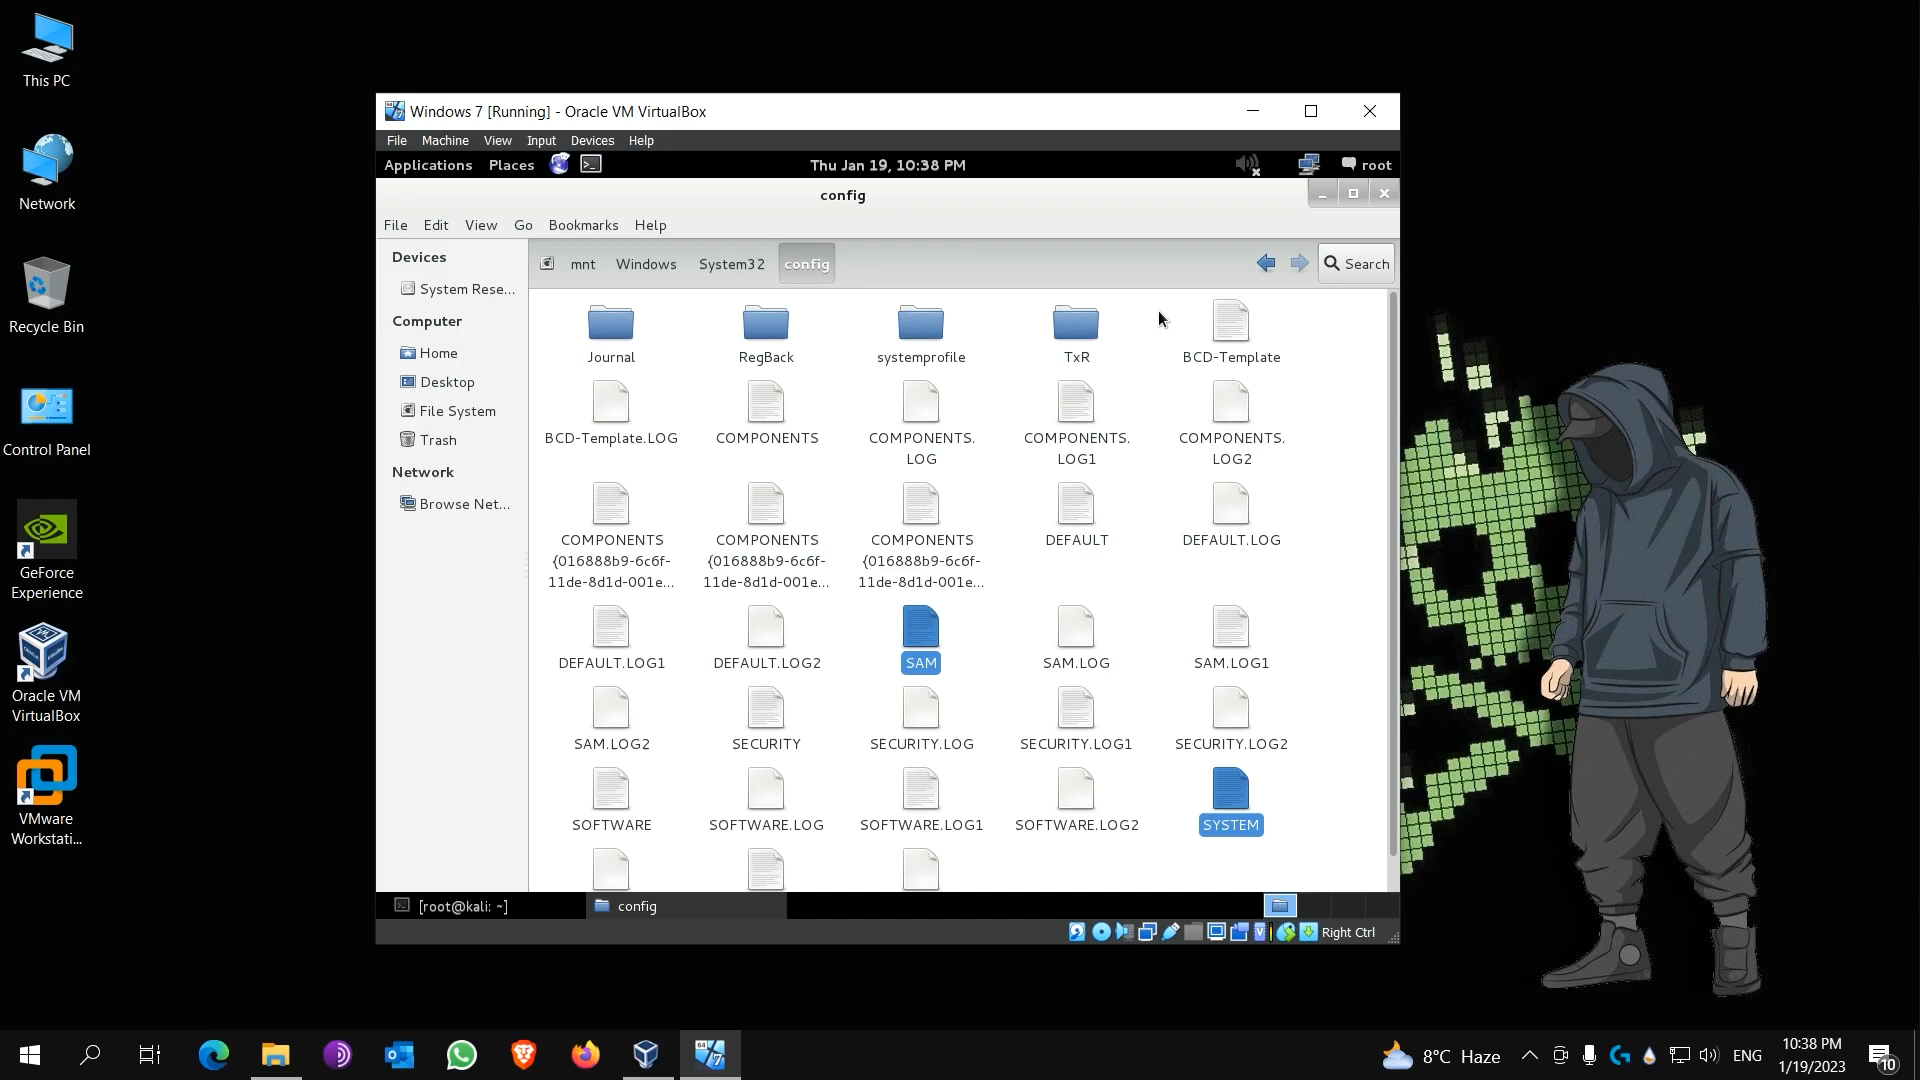 This PC
Network
Recycle Bin
Control Panel
GeForce
Experience
Oracle VM
VirtualBox
VMware
Workstati...
Windows 7 [Running] - Oracle VM VirtualBox
File Machine View Input Devices Help
Applications Places Thu Jan 19, 10:38 PM root
config
File Edit View Go Bookmarks Help
Devices
System Rese...
Computer
Home
Desktop
File System
Trash
Network
Browse Net...
mnt Windows System32 config Search
Journal RegBack systemprofile TxR BCD-Template
BCD-Template.LOG COMPONENTS COMPONENTS. COMPONENTS. COMPONENTS.
LOG LOG1 LOG2
COMPONENTS COMPONENTS COMPONENTS DEFAULT DEFAULT.LOG
{016888b9-6c6f- {016888b9-6c6f- {016888b9-6c6f-
11de-8d1d-001e... 11de-8d1d-001e... 11de-8d1d-001e...
DEFAULT.LOG1 DEFAULT.LOG2 SAM SAM.LOG SAM.LOG1
SAM.LOG2 SECURITY SECURITY.LOG SECURITY.LOG1 SECURITY.LOG2
SOFTWARE SOFTWARE.LOG SOFTWARE.LOG1 SOFTWARE.LOG2 SYSTEM
[root@kali: ~] config
Right Ctrl
8°C Haze
ENG
10:38 PM
1/19/2023
10